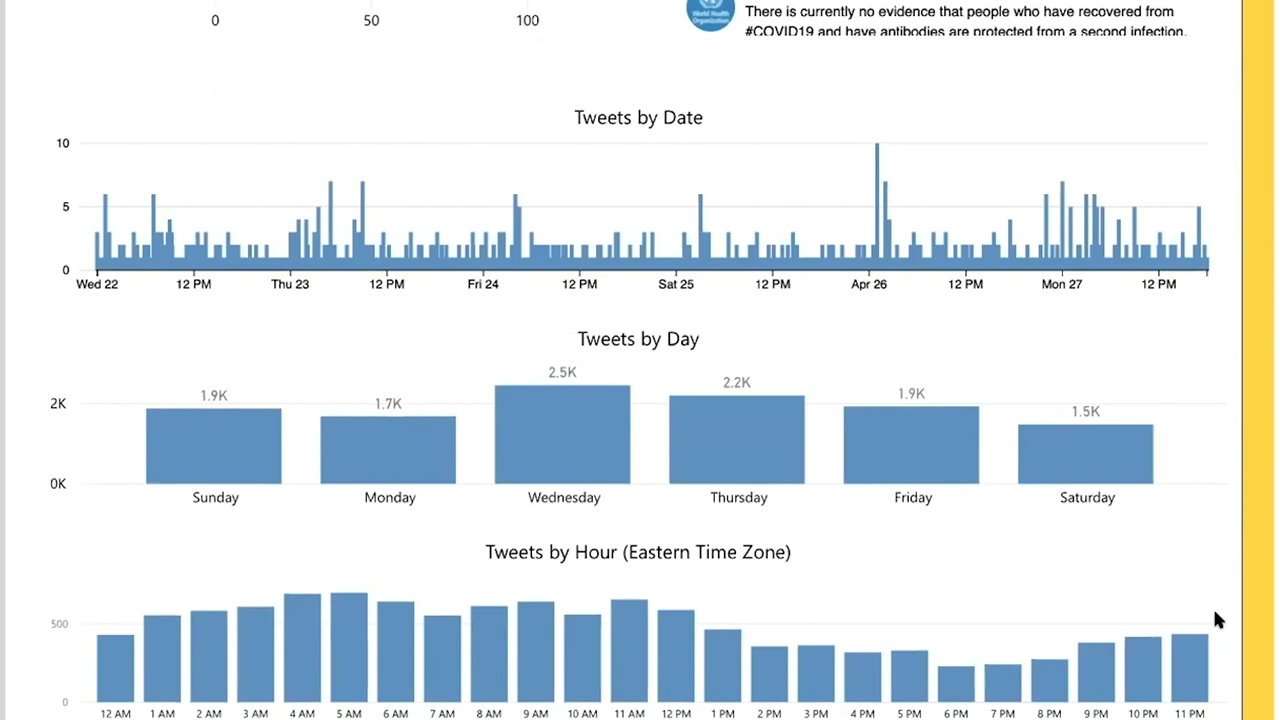 0 50 100
World Health
Organization
There is currently no evidence that people who have recovered from
#COVID19 and have antibodies are protected from a second infection.
Tweets by Date
10
5
0
Wed 22 12 PM Thu 23 12 PM Fri 24 12 PM Sat 25 12 PM Apr 26 12 PM Mon 27 12 PM
Tweets by Day
2K
0K
1.9K 1.7K 2.5K 2.2K 1.9K 1.5K
Sunday Monday Wednesday Thursday Friday Saturday
Tweets by Hour (Eastern Time Zone)
500
0
12 AM 1 AM 2 AM 3 AM 4 AM 5 AM 6 AM 7 AM 8 AM 9 AM 10 AM 11 AM 12 PM 1 PM 2 PM 3 PM 4 PM 5 PM 6 PM 7 PM 8 PM 9 PM 10 PM 11 PM